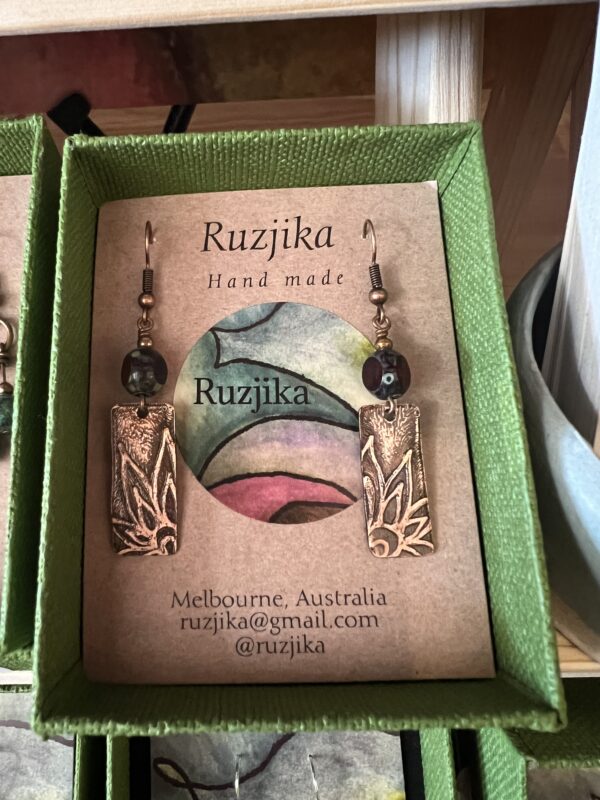 Ruzjika
Hand made
Ruzjika
Melbourne, Australia
ruzjika@gmail.com
@ruzjika